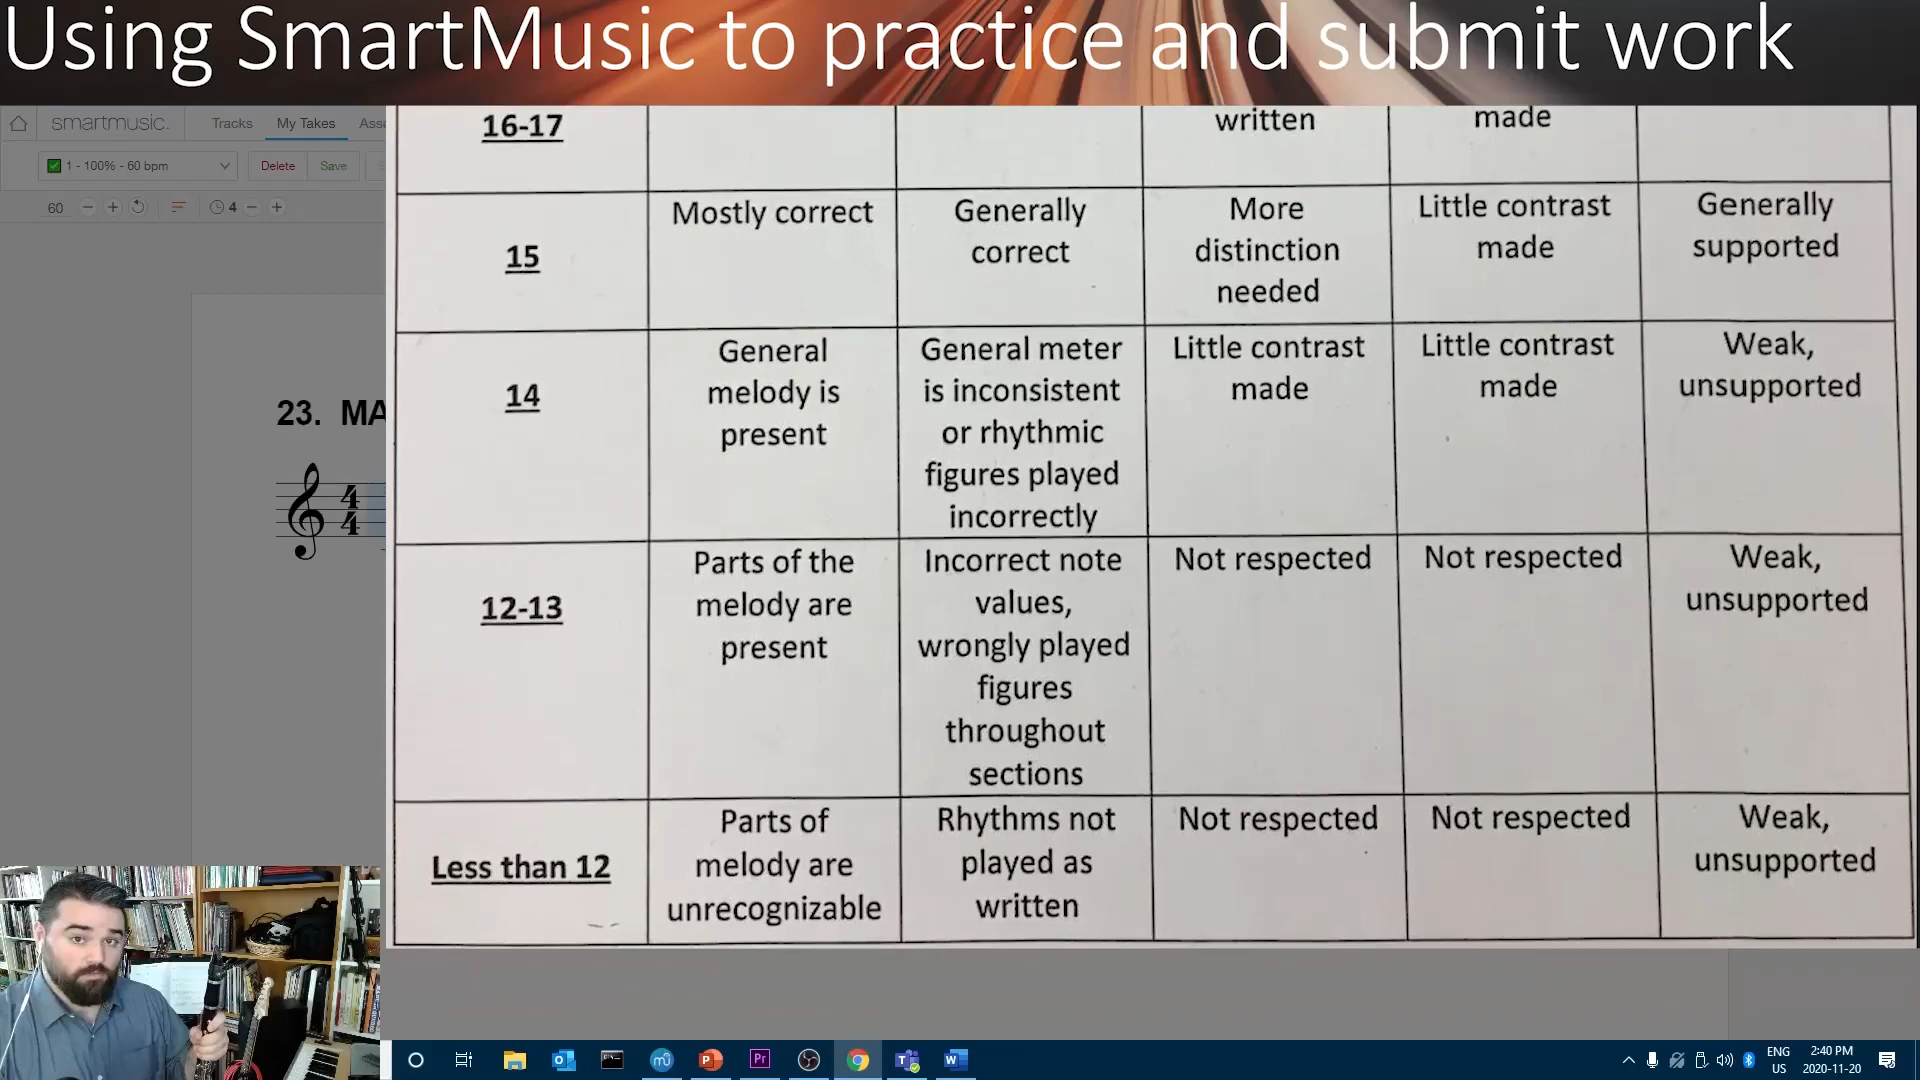 Using SmartMusic to practice and submit work
smartmusic.
Tracks
My Takes
Ass
1 - 100% - 60 bpm
Delete
Save
60
4
23. MA
4
4
16-17
written
made
15
Mostly correct
Generally
correct
More
distinction
needed
Little contrast
made
Generally
supported
14
General
melody is
present
General meter
is inconsistent
or rhythmic
figures played
incorrectly
Little contrast
made
Little contrast
made
Weak,
unsupported
12-13
Parts of the
melody are
present
Incorrect note
values,
wrongly played
figures
throughout
sections
Not respected
Not respected
Weak,
unsupported
Less than 12
Parts of
melody are
unrecognizable
Rhythms not
played as
written
Not respected
Not respected
Weak,
unsupported
Pr
ENG
US
2:40 PM
2020-11-20